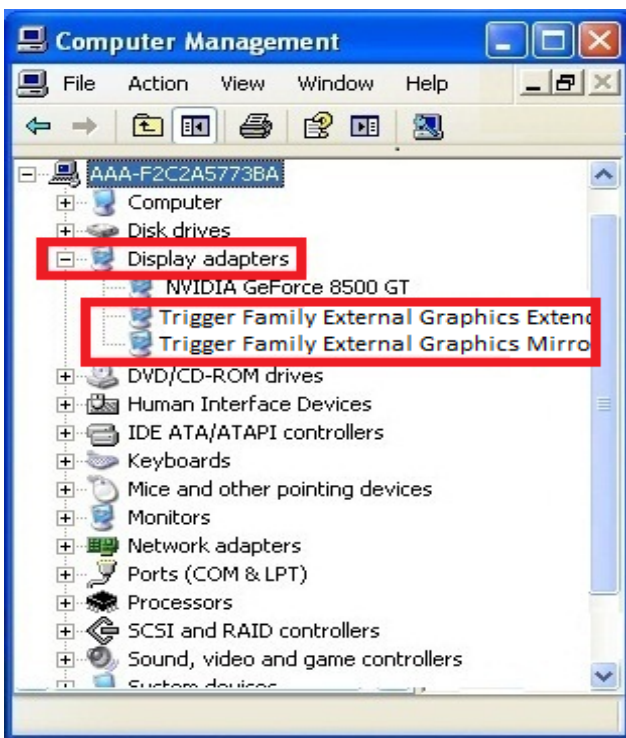 Computer Management
File Action View Window Help
AAA-F2C2A5773BA
Computer
Disk drives
Display adapters
NVIDIA GeForce 8500 GT
Trigger Family External Graphics Extend
Trigger Family External Graphics Mirro
DVD/CD-ROM drives
Human Interface Devices
IDE ATA/ATAPI controllers
Keyboards
Mice and other pointing devices
Monitors
Network adapters
Ports (COM & LPT)
Processors
SCSI and RAID controllers
Sound, video and game controllers
System devices